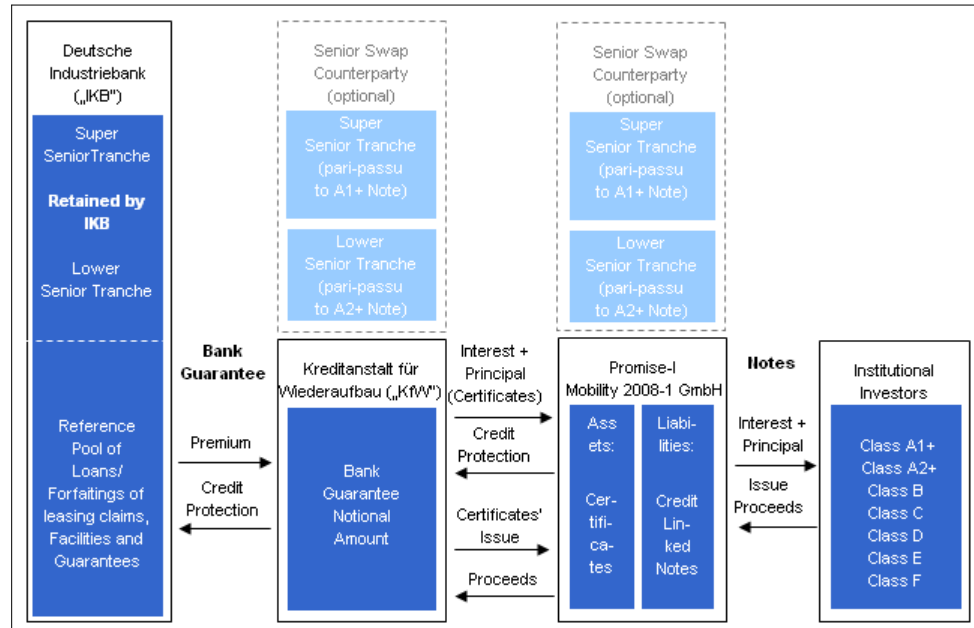 Deutsche
Industriebank
(„IKB")
Super
SeniorTranche
Retained by
IKB
Lower
Senior Tranche
Reference
Pool of
Loans/
Forfaitings of
leasing claims,
Facilities and
Guarantees
Bank
Guarantee
Premium
Credit
Protection
Senior Swap
Counterparty
(optional)
Super
Senior Tranche
(pari-passu
to A1+ Note)
Lower
Senior Tranche
(pari-passu
to A2+ Note)
Kreditanstalt für
Wiederaufbau („KfW")
Bank
Guarantee
Notional
Amount
Interest +
Principal
(Certificates)
Credit
Protection
Certificates'
Issue
Proceeds
Senior Swap
Counterparty
(optional)
Super
Senior Tranche
(pari-passu
to A1+ Note)
Lower
Senior Tranche
(pari-passu
to A2+ Note)
Promise-I
Mobility 2008-1 GmbH
Ass
ets:
Cer-
tifi-
ca-
tes
Liabi-
lities:
Credit
Lin-
ked
Notes
Notes
Interest +
Principal
Issue
Proceeds
Institutional
Investors
Class A1+
Class A2+
Class B
Class C
Class D
Class E
Class F